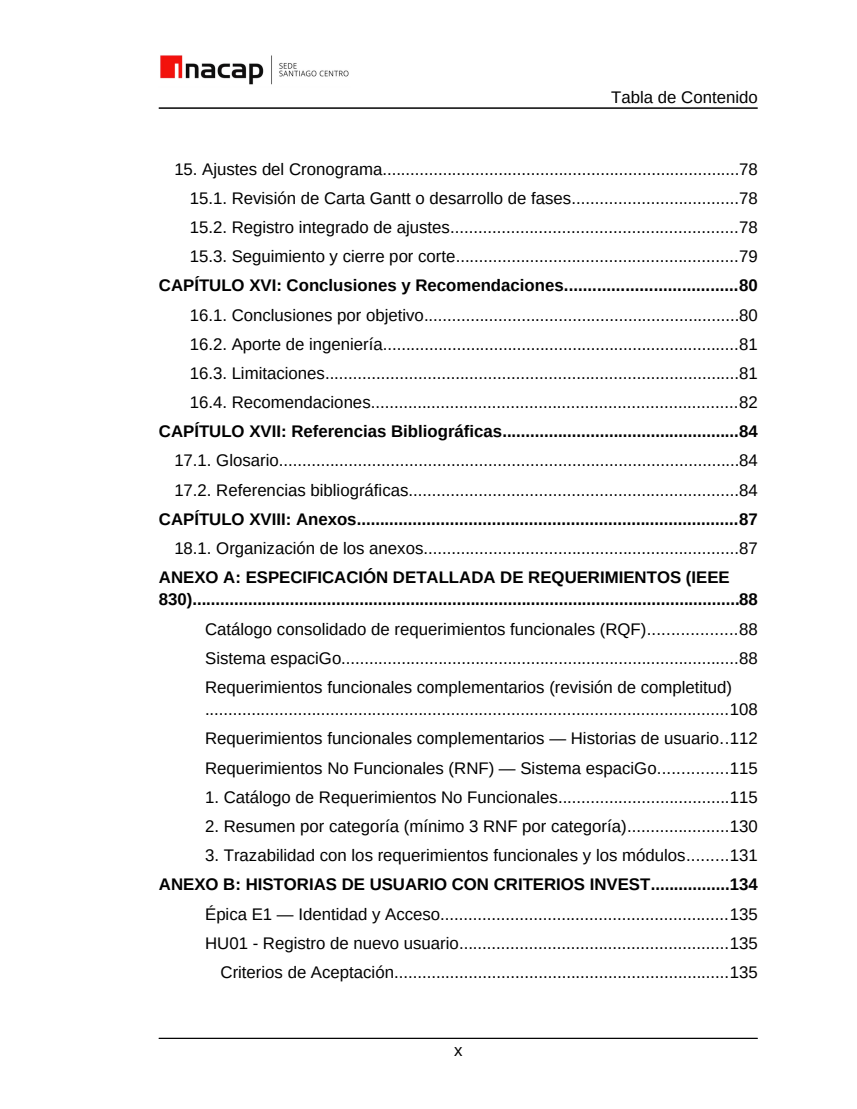 inacap
SEDE
SANTIAGO CENTRO
Tabla de Contenido
15. Ajustes del Cronograma............................................................................78
15.1. Revisión de Carta Gantt o desarrollo de fases....................................78
15.2. Registro integrado de ajustes..............................................................78
15.3. Seguimiento y cierre por corte.............................................................79
CAPÍTULO XVI: Conclusiones y Recomendaciones.....................................80
16.1. Conclusiones por objetivo....................................................................80
16.2. Aporte de ingeniería.............................................................................81
16.3. Limitaciones.........................................................................................81
16.4. Recomendaciones...............................................................................82
CAPÍTULO XVII: Referencias Bibliográficas...................................................84
17.1. Glosario...................................................................................................84
17.2. Referencias bibliográficas.......................................................................84
CAPÍTULO XVIII: Anexos..................................................................................87
18.1. Organización de los anexos....................................................................87
ANEXO A: ESPECIFICACIÓN DETALLADA DE REQUERIMIENTOS (IEEE
830)......................................................................................................................88
Catálogo consolidado de requerimientos funcionales (RQF)....................88
Sistema espaciGo....................................................................................88
Requerimientos funcionales complementarios (revisión de completitud)
.................................................................................................................108
Requerimientos funcionales complementarios — Historias de usuario..112
Requerimientos No Funcionales (RNF) — Sistema espaciGo................115
1. Catálogo de Requerimientos No Funcionales.....................................115
2. Resumen por categoría (mínimo 3 RNF por categoría)......................130
3. Trazabilidad con los requerimientos funcionales y los módulos.........131
ANEXO B: HISTORIAS DE USUARIO CON CRITERIOS INVEST.................134
Épica E1 — Identidad y Acceso..............................................................135
HU01 - Registro de nuevo usuario..........................................................135
Criterios de Aceptación........................................................................135
x